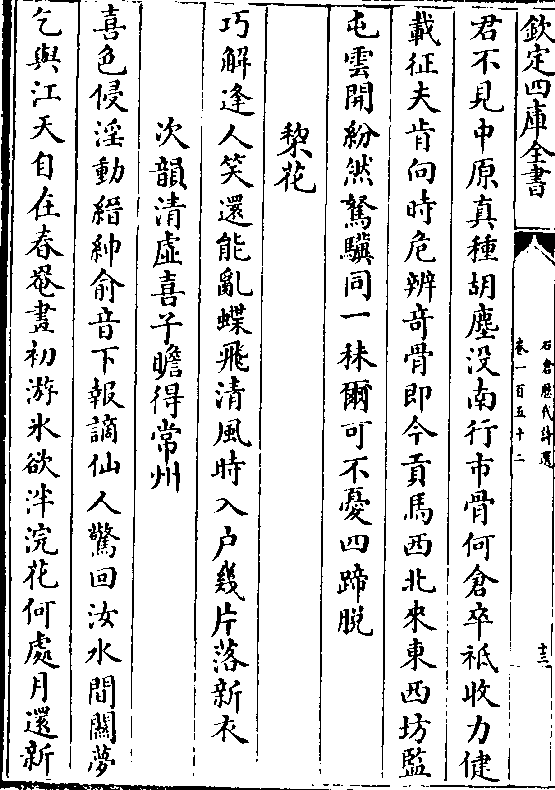 欽定四庫全書
石倉歷代詩選
卷一百五十二
十三
君不見中原真種胡塵没南行市骨何倉卒祗收力健
載征夫肯向時危辨奇骨即今貢馬西北來東西坊監
屯雲開紛然駑驥同一秣爾可不憂四蹄脱
棃花
巧解逢人笑還能亂蝶飛清風時入户幾片落新衣
次韻清虚喜子瞻得常州
喜色侵淫動縉紳俞音下報謫仙人驚回汝水間關夢
乞與江天自在春罨畫初游氷欲泮浣花何處月還新